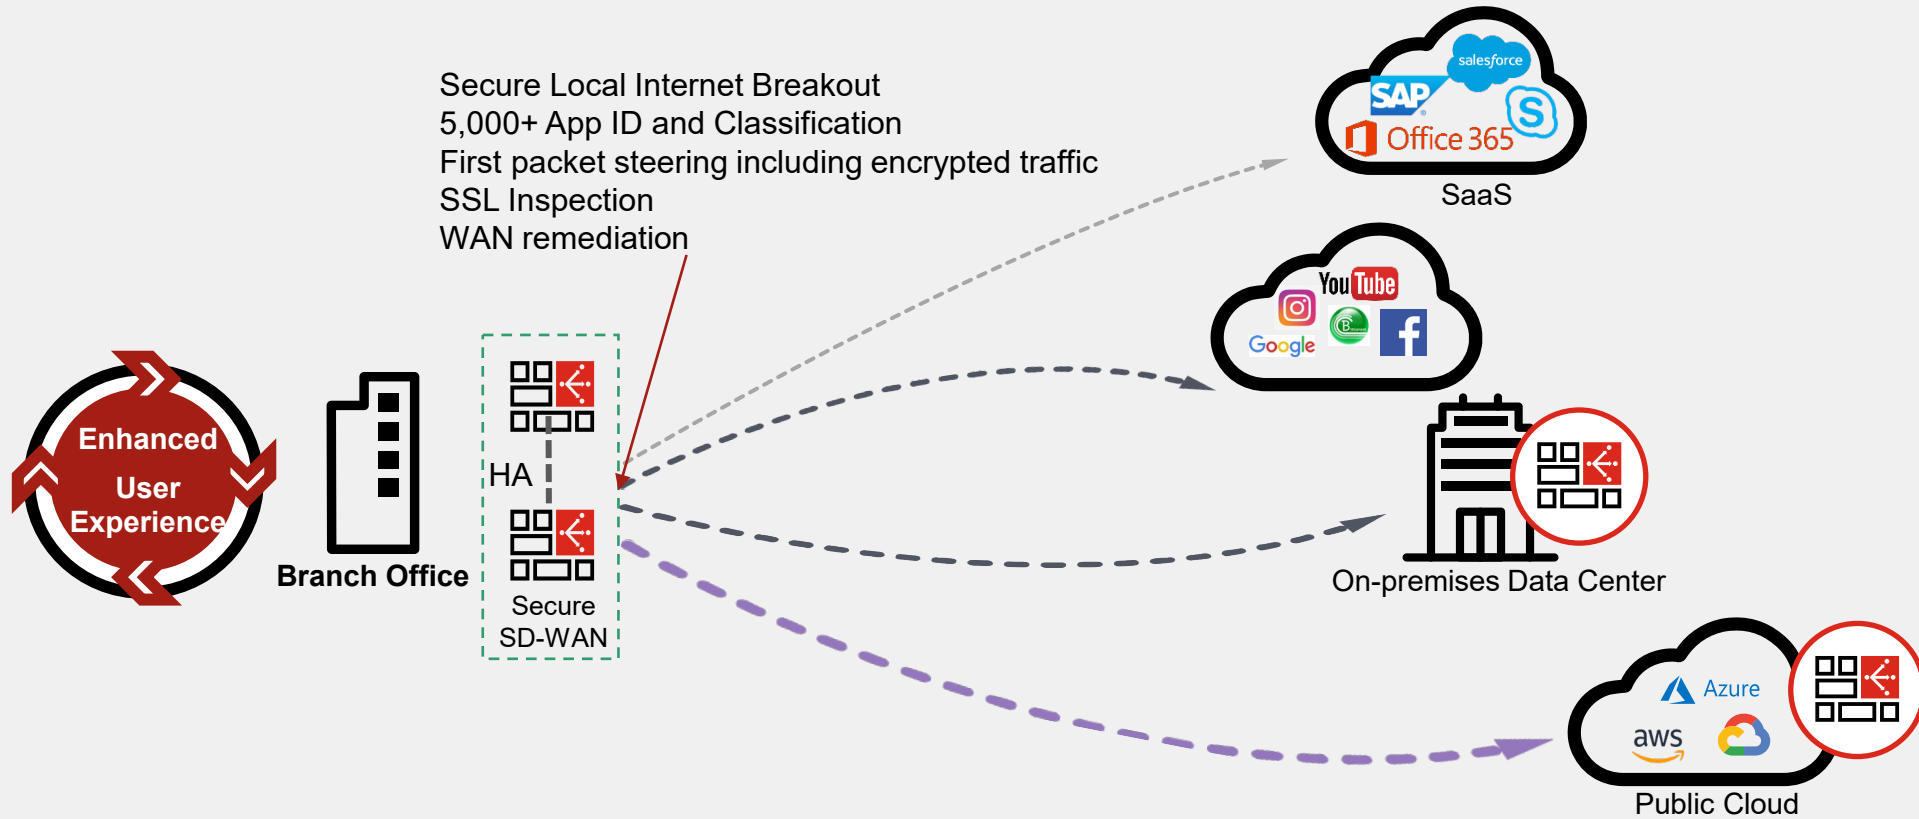 Secure Local Internet Breakout
5,000+ App ID and Classification
First packet steering including encrypted traffic
SSL Inspection
WAN remediation
salesforce
SAP
S
Office 365
SaaS
YouTube
Google
f
Enhanced
User
Experience
Branch Office
HA
Secure
SD-WAN
On-premises Data Center
Azure
aws
Public Cloud